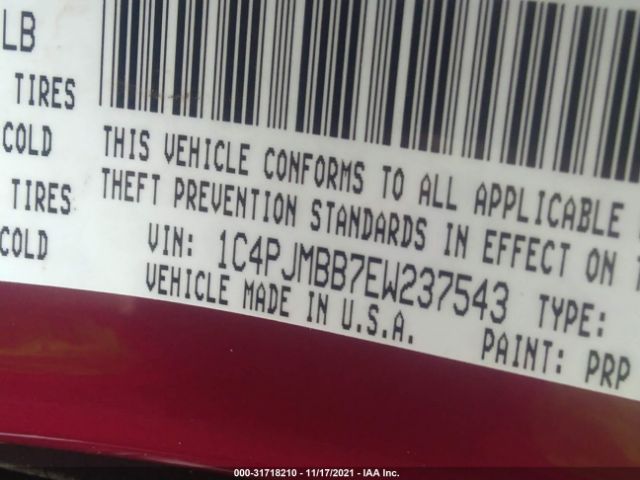 LB
TIRES
COLD
TIRES
COLD
THIS VEHICLE CONFORMS TO ALL APPLICABLE
THEFT PREVENTION STANDARDS IN EFFECT ON
VIN: 1C4PJMBB7EW237543 TYPE:
VEHICLE MADE IN U.S.A. PAINT: PRP
000-31718210 - 11/17/2021 - IAA Inc.